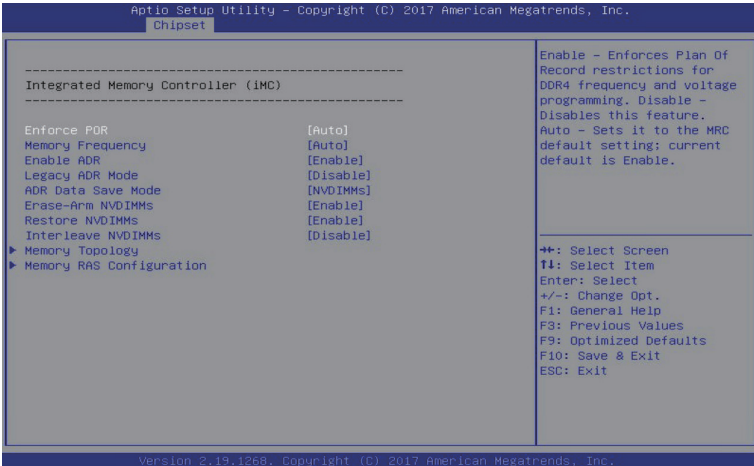 Aptio Setup Utility – Copyright (C) 2017 American Megatrends, Inc.
Chipset
--------------------------------------------------
Integrated Memory Controller (iMC)
--------------------------------------------------
Enforce POR [Auto]
Memory Frequency [Auto]
Enable ADR [Enable]
Legacy ADR Mode [Disable]
ADR Data Save Mode [NVDIMMs]
Erase-Arm NVDIMMs [Enable]
Restore NVDIMMs [Enable]
Interleave NVDIMMs [Disable]
▶ Memory Topology
▶ Memory RAS Configuration
Enable – Enforces Plan Of
Record restrictions for
DDR4 frequency and voltage
programming. Disable –
Disables this feature.
Auto – Sets it to the MRC
default setting; current
default is Enable.
→←: Select Screen
↑↓: Select Item
Enter: Select
+/-: Change Opt.
F1: General Help
F3: Previous Values
F9: Optimized Defaults
F10: Save & Exit
ESC: Exit
Version 2.19.1268. Copyright (C) 2017 American Megatrends, Inc.